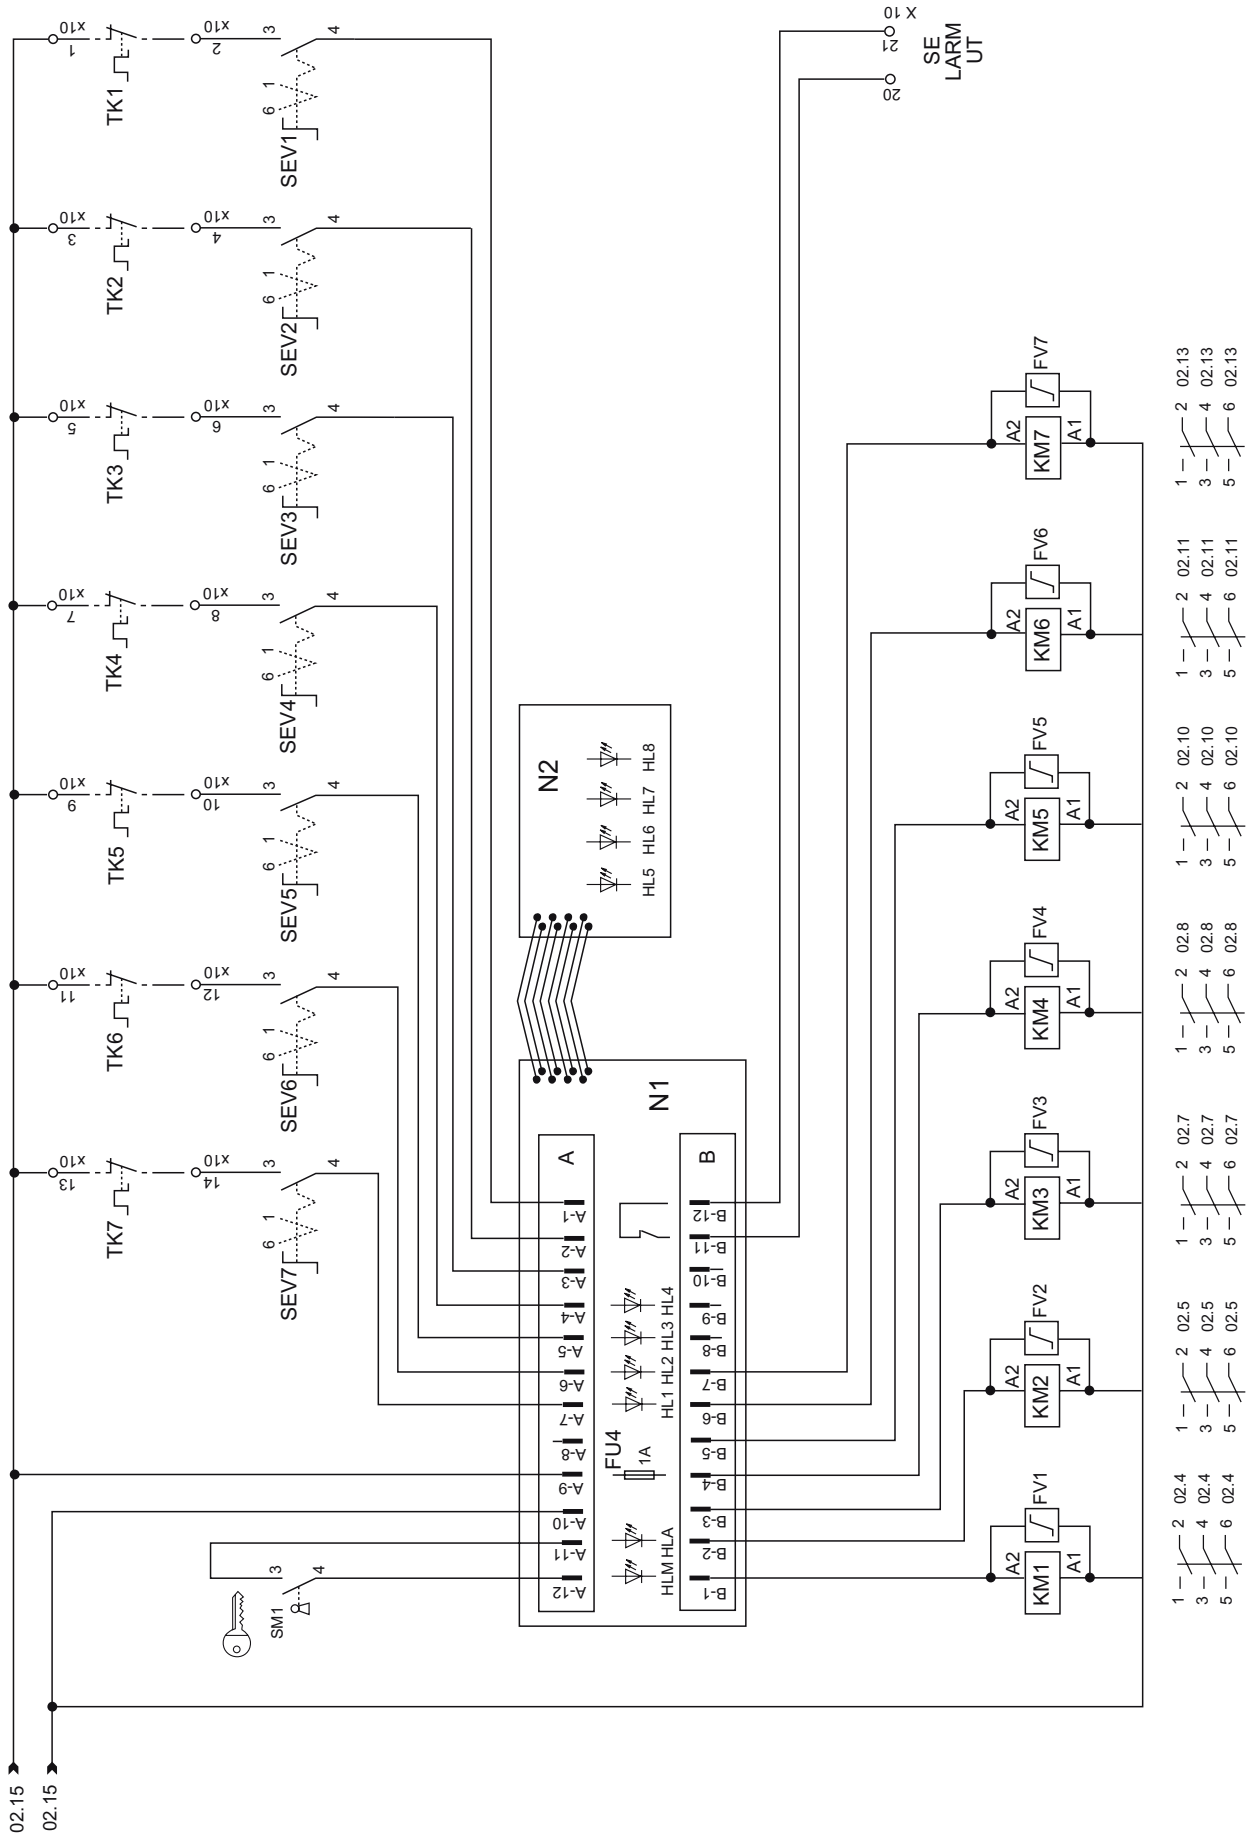 02.15
02.15
x10 13
TK7
x10 14
3
4
6 1
SEV7
x10 11
TK6
x10 12
3
4
6 1
SEV6
x10 9
TK5
x10 10
3
4
6 1
SEV5
x10 7
TK4
x10 8
3
4
6 1
SEV4
x10 5
TK3
x10 6
3
4
6 1
SEV3
x10 3
TK2
x10 4
3
4
6 1
SEV2
x10 1
TK1
x10 2
3
4
6 1
SEV1
SM1
3
4
A-12
A-11
A-10
A-9
A-8
A-7
A-6
A-5
A-4
A-3
A-2
A-1
A
HLM HLA
FU4
1A
HL1 HL2 HL3 HL4
N1
B-1
B-2
B-3
B-4
B-5
B-6
B-7
B-8
B-9
B-10
B-11
B-12
B
N2
HL5 HL6 HL7 HL8
20
21
X 10
SE
LARM
UT
A2
KM1
A1
FV1
A2
KM2
A1
FV2
A2
KM3
A1
FV3
A2
KM4
A1
FV4
A2
KM5
A1
FV5
A2
KM6
A1
FV6
A2
KM7
A1
FV7
1 2 02.4
3 4 02.4
5 6 02.4
1 2 02.5
3 4 02.5
5 6 02.5
1 2 02.7
3 4 02.7
5 6 02.7
1 2 02.8
3 4 02.8
5 6 02.8
1 2 02.10
3 4 02.10
5 6 02.10
1 2 02.11
3 4 02.11
5 6 02.11
1 2 02.13
3 4 02.13
5 6 02.13